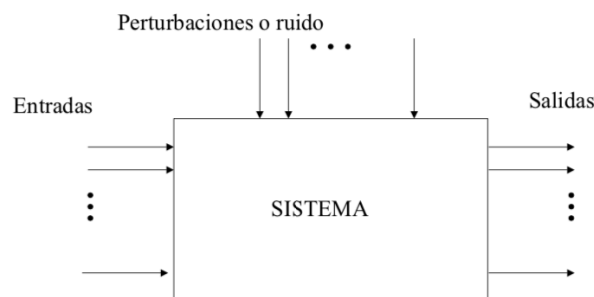 Perturbaciones o ruido
Entradas
Salidas
SISTEMA